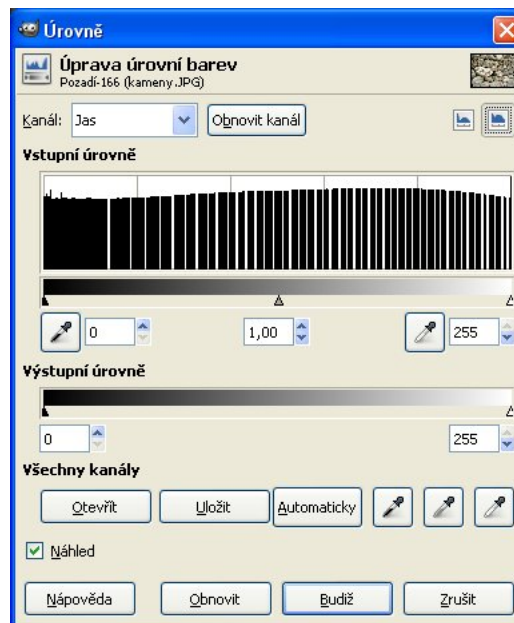 Úrovně
Úprava úrovní barev
Pozadí-166 (kameny.JPG)
Kanál: Jas Obnovit kanál
Vstupní úrovně
0 1,00 255
Výstupní úrovně
0 255
Všechny kanály
Otevřít Uložit Automaticky
Náhled
Nápověda Obnovit Budiž Zrušit